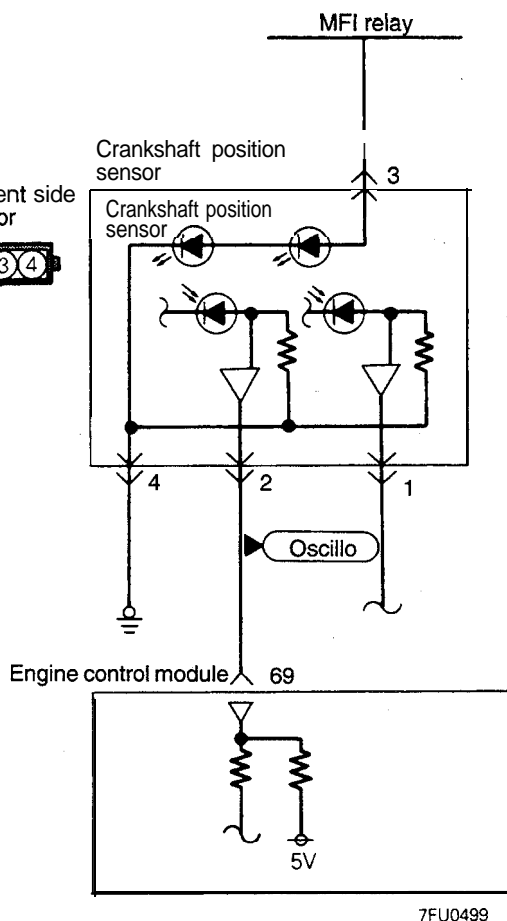 MFI relay
Crankshaft position
sensor
3
ent side
or
Crankshaft position
sensor
3 4
4
2
1
Oscillo
Engine control module
69
5V
7FU0499